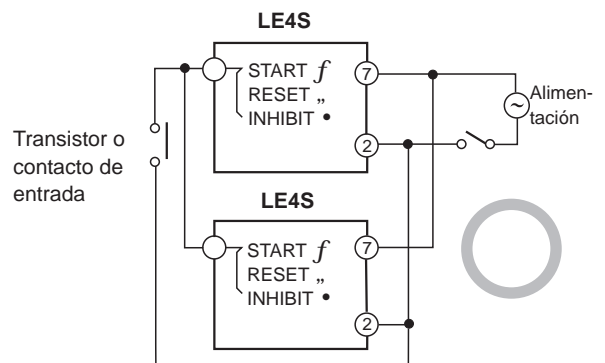 LE4S
START ƒ
RESET „
INHIBIT •
7
2
Alimen-
tación
~
Transistor o
contacto de
entrada
LE4S
START ƒ
RESET „
INHIBIT •
7
2